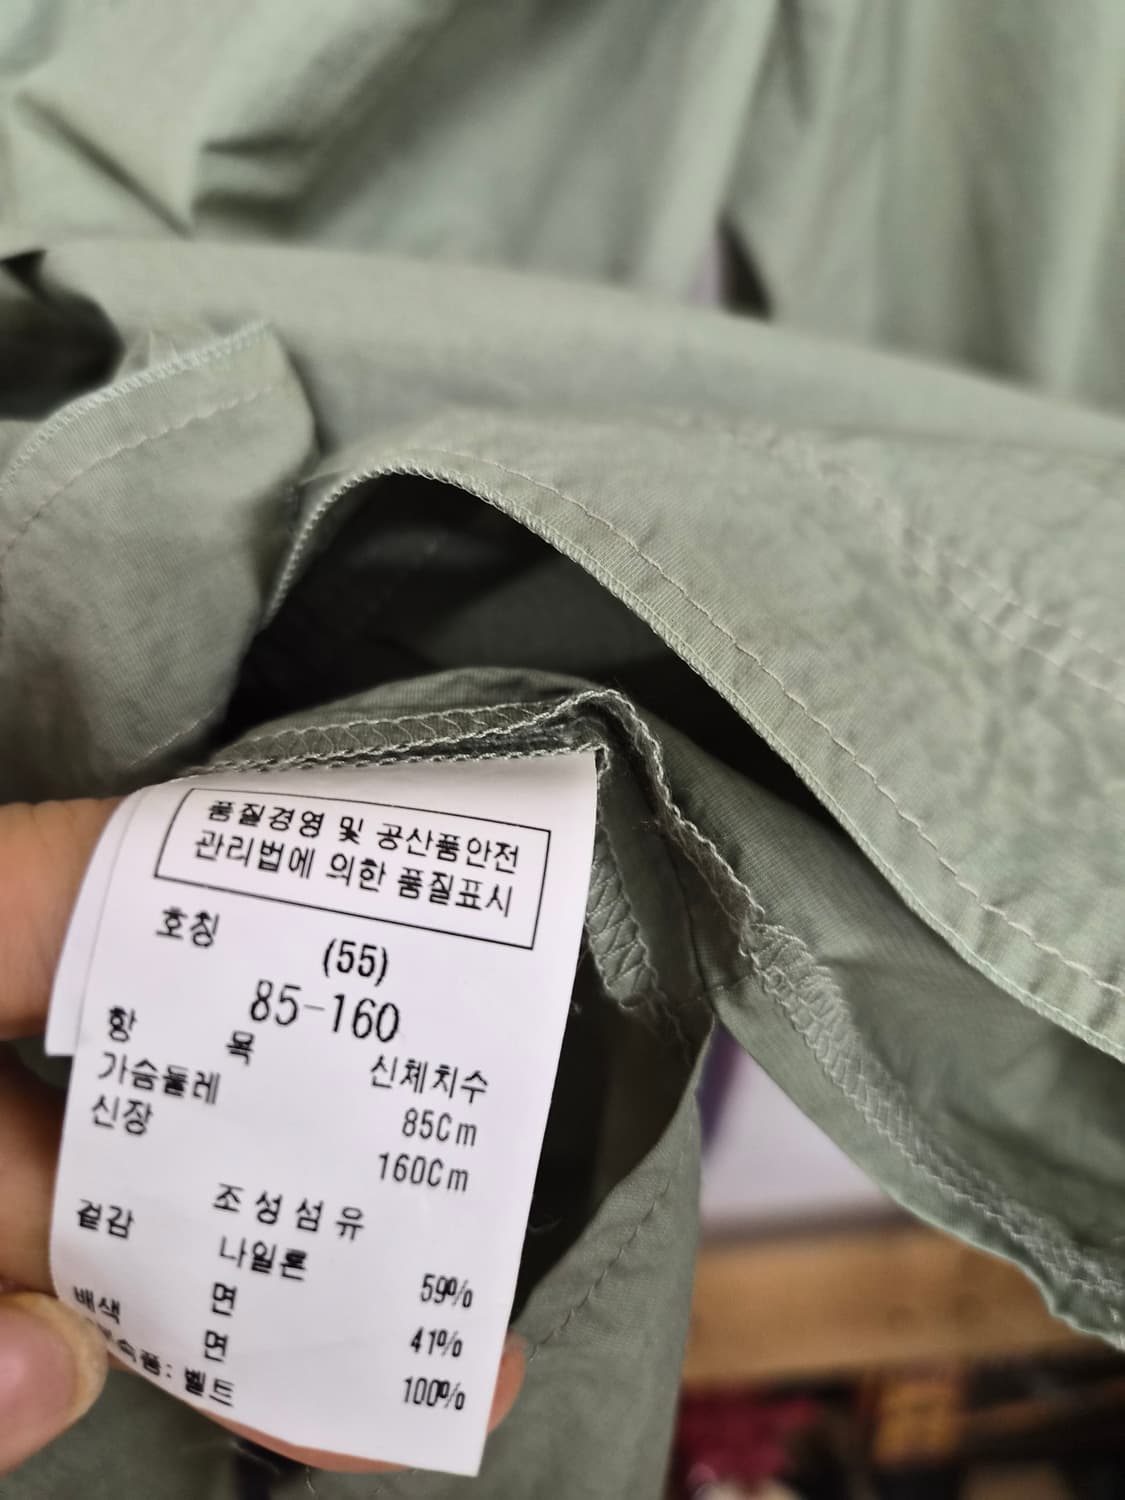 품질경영 및 공산품안전
관리법에 의한 품질표시
호칭 (55)
85-160
항 목 신체치수
가슴둘레 85Cm
신장 160Cm
조성섬유
겉감 나일론 59%
면 41%
배색 면 100%
벨트